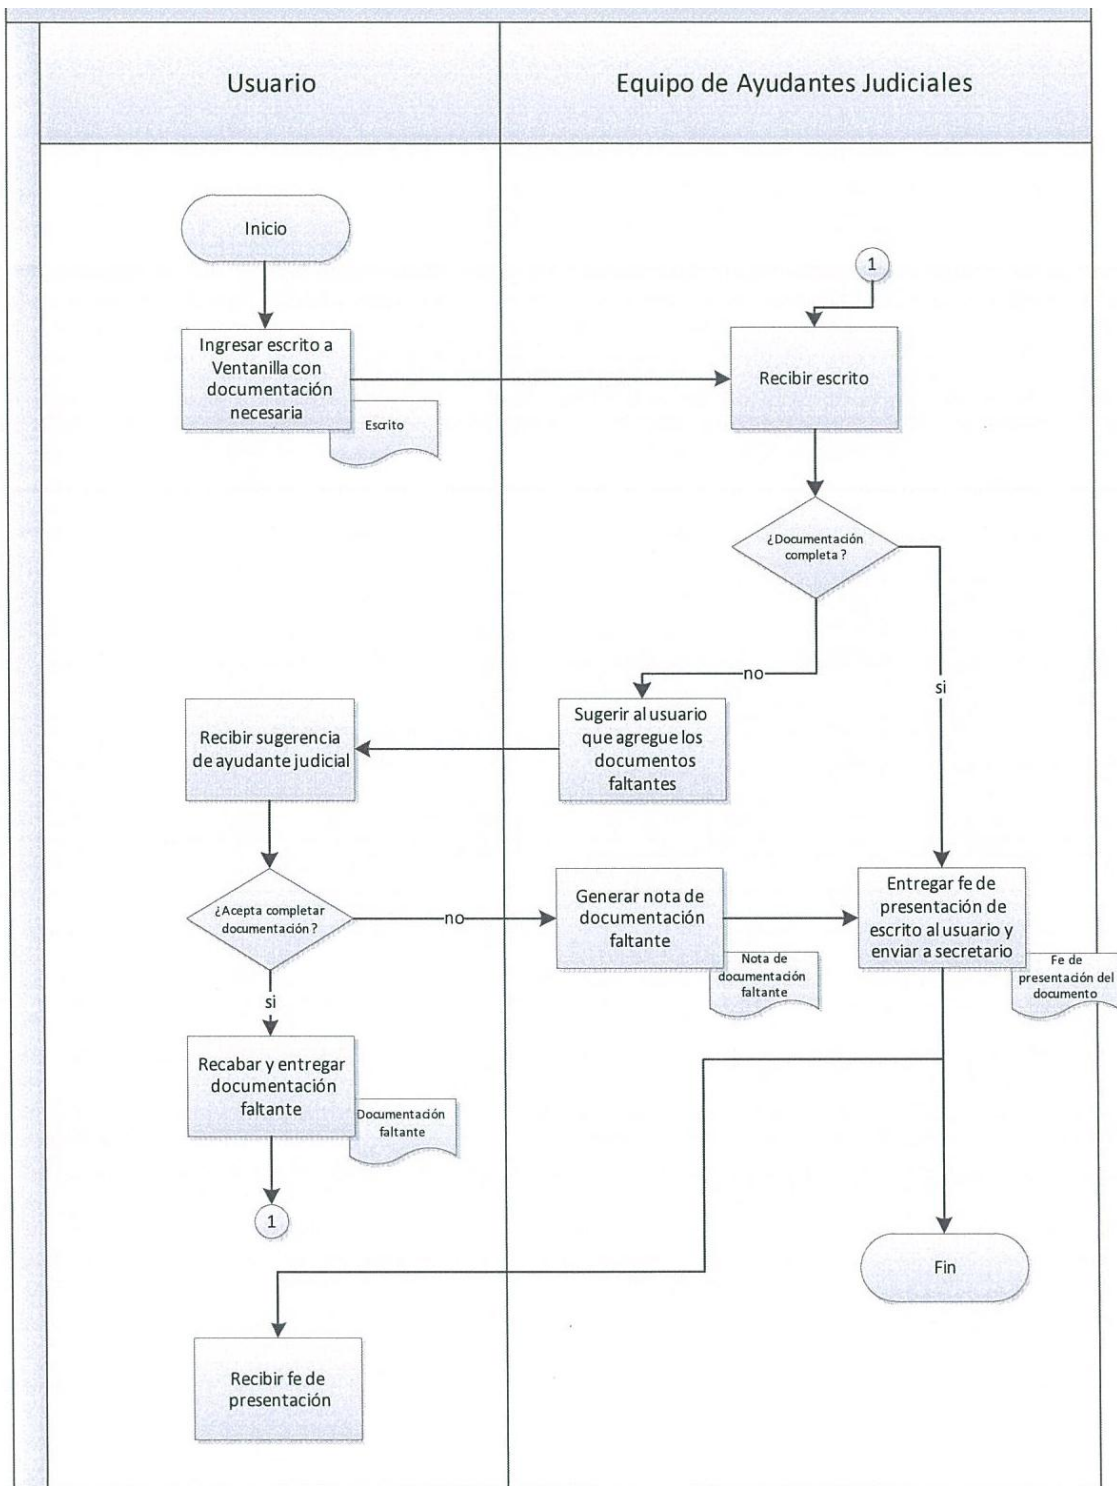 Usuario
Equipo de Ayudantes Judiciales
Inicio
1
Ingresar escrito a
Ventanilla con
documentación
necesaria
Escrito
Recibir escrito
¿Documentación
completa ?
no
si
Sugerir al usuario
que agregue los
documentos
faltantes
Recibir sugerencia
de ayudante judicial
¿Acepta completar
documentación ?
no
si
Generar nota de
documentación
faltante
Nota de
documentación
faltante
Entregar fe de
presentación de
escrito al usuario y
enviar a secretario
Fe de
presentación del
documento
Recabar y entregar
documentación
faltante
Documentación
faltante
1
Fin
Recibir fe de
presentación